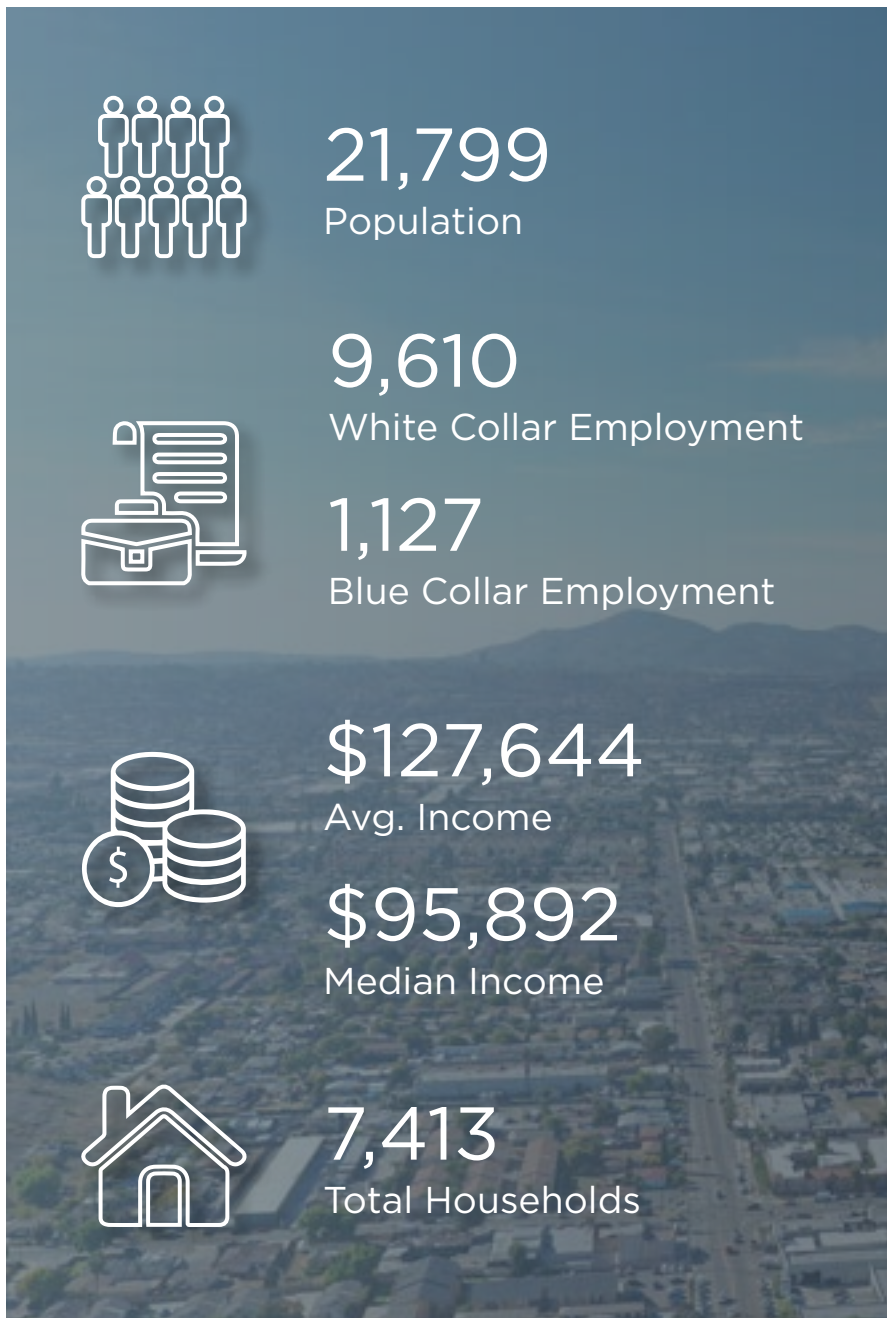 21,799
Population
9,610
White Collar Employment
1,127
Blue Collar Employment
$127,644
Avg. Income
$95,892
Median Income
$
7,413
Total Households